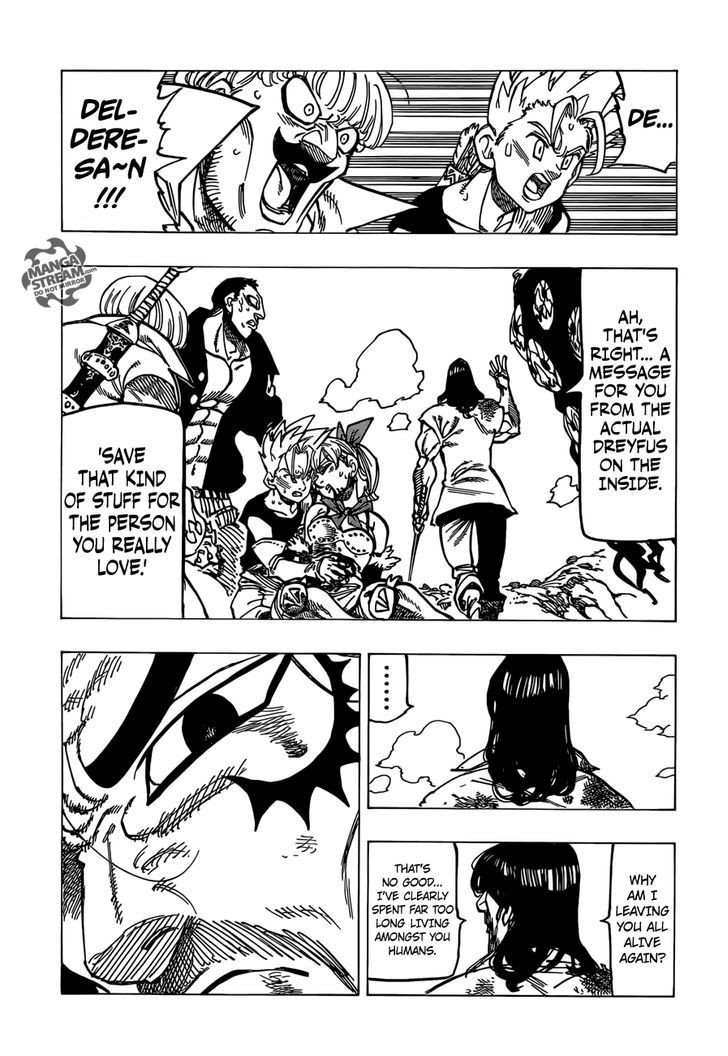 DE...
DEL-
DERE-
SA~N
!!!
MANGA
STREAM.com
DO NOT MIRROR
AH,
THAT'S
RIGHT... A
MESSAGE
FOR YOU
FROM THE
ACTUAL
DREYFUS
ON THE
INSIDE.
'SAVE
THAT KIND
OF STUFF FOR
THE PERSON
YOU REALLY
LOVE.'
......
WHY
AM I
LEAVING
YOU ALL
ALIVE
AGAIN?
THAT'S
NO GOOD...
I'VE CLEARLY
SPENT FAR TOO
LONG LIVING
AMONGST YOU
HUMANS.